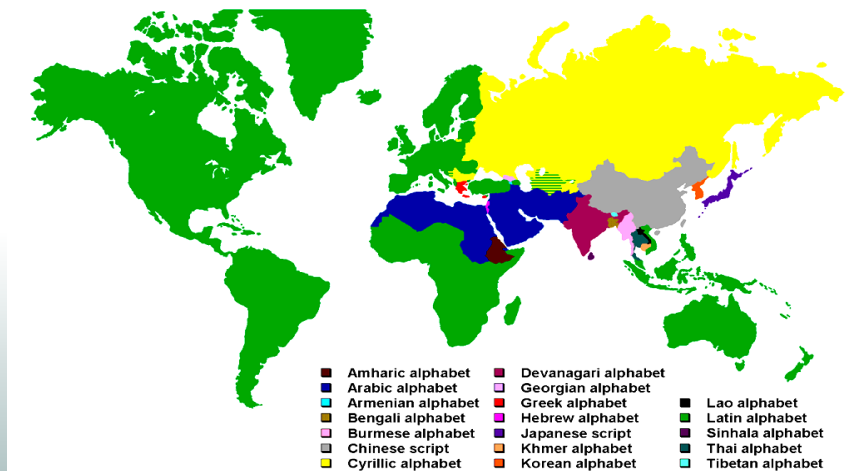 Amharic alphabet
Arabic alphabet
Armenian alphabet
Bengali alphabet
Burmese alphabet
Chinese script
Cyrillic alphabet
Devanagari alphabet
Georgian alphabet
Greek alphabet
Hebrew alphabet
Japanese script
Khmer alphabet
Korean alphabet
Lao alphabet
Latin alphabet
Sinhala alphabet
Thai alphabet
Tibetan alphabet